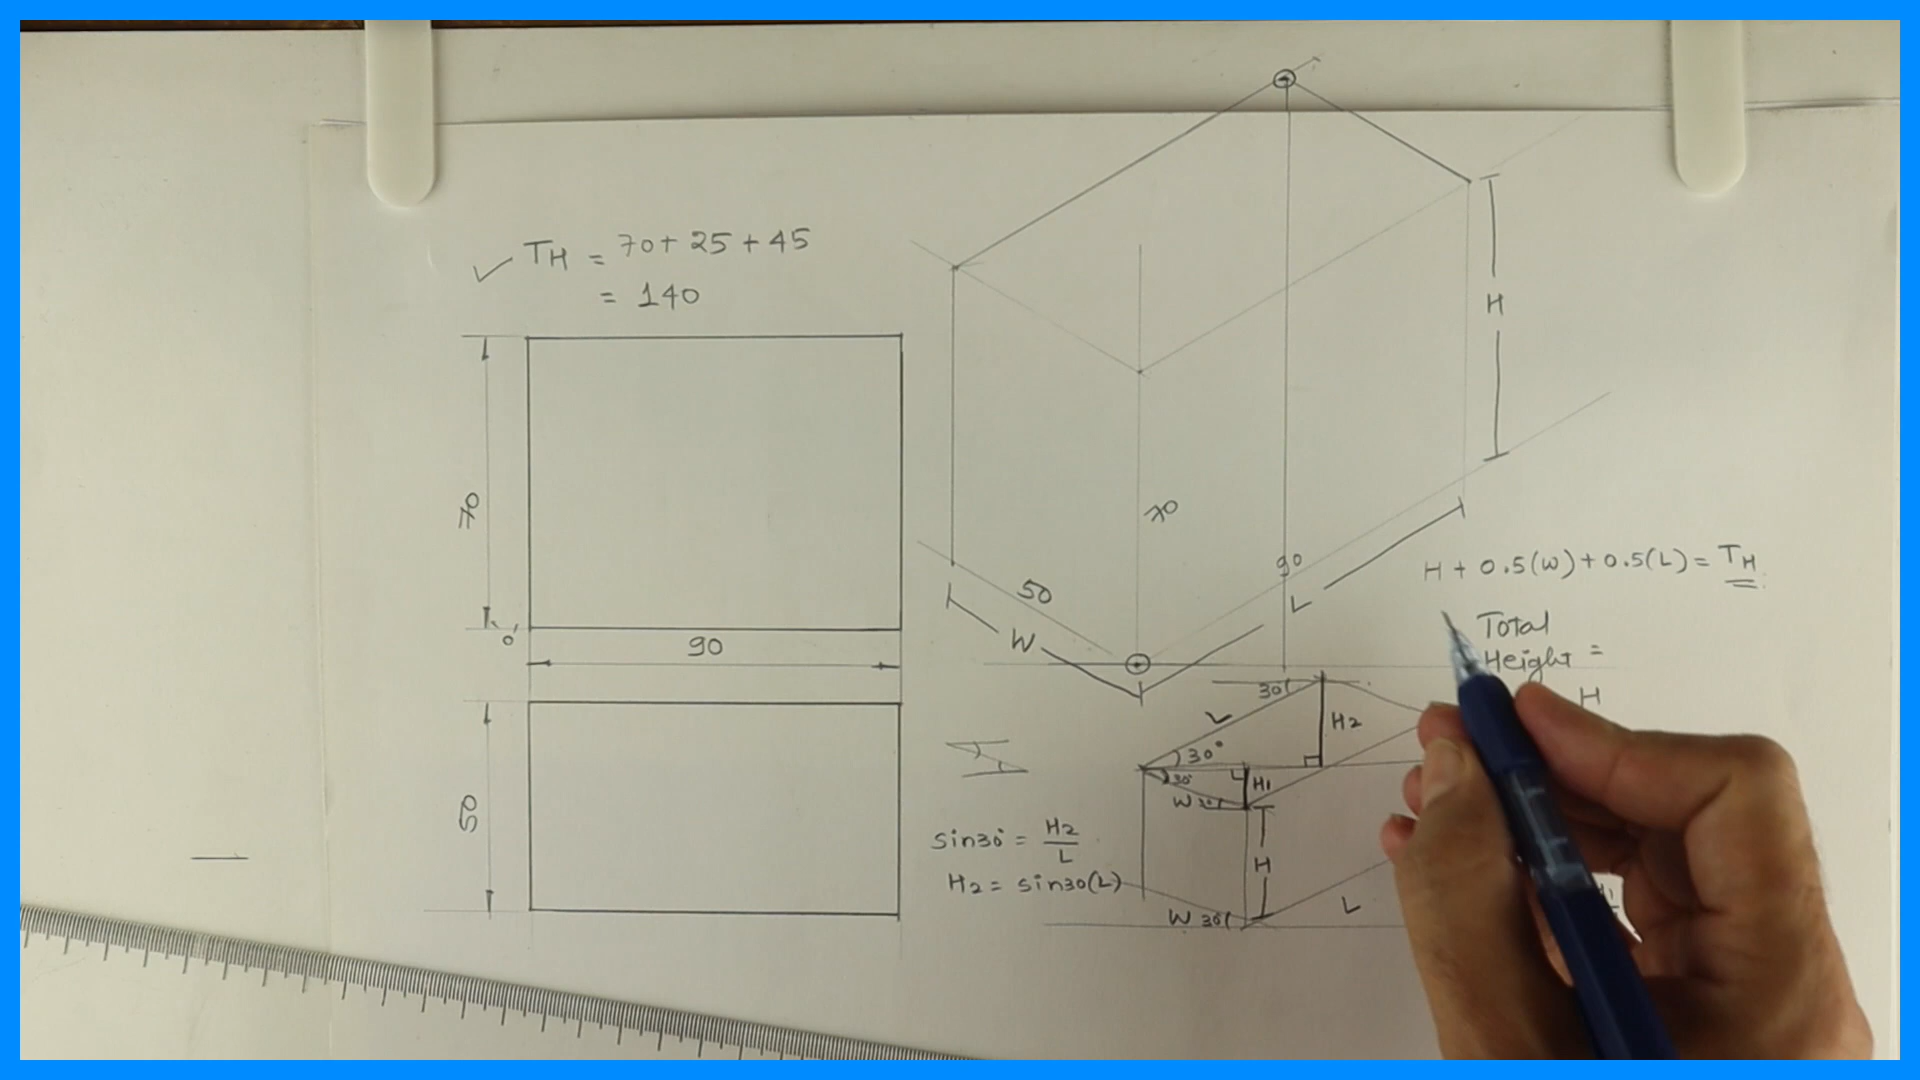 TH = 70+ 25 + 45
= 140
70
0'
90
50
H
70
90
50
L
W
H + 0.5(W) + 0.5(L) = TH
Total
Height =
H
30
L
H2
30°
30°
H1
W
H
sin30° = H2/L
H2 = sin30(L)
W 30
L